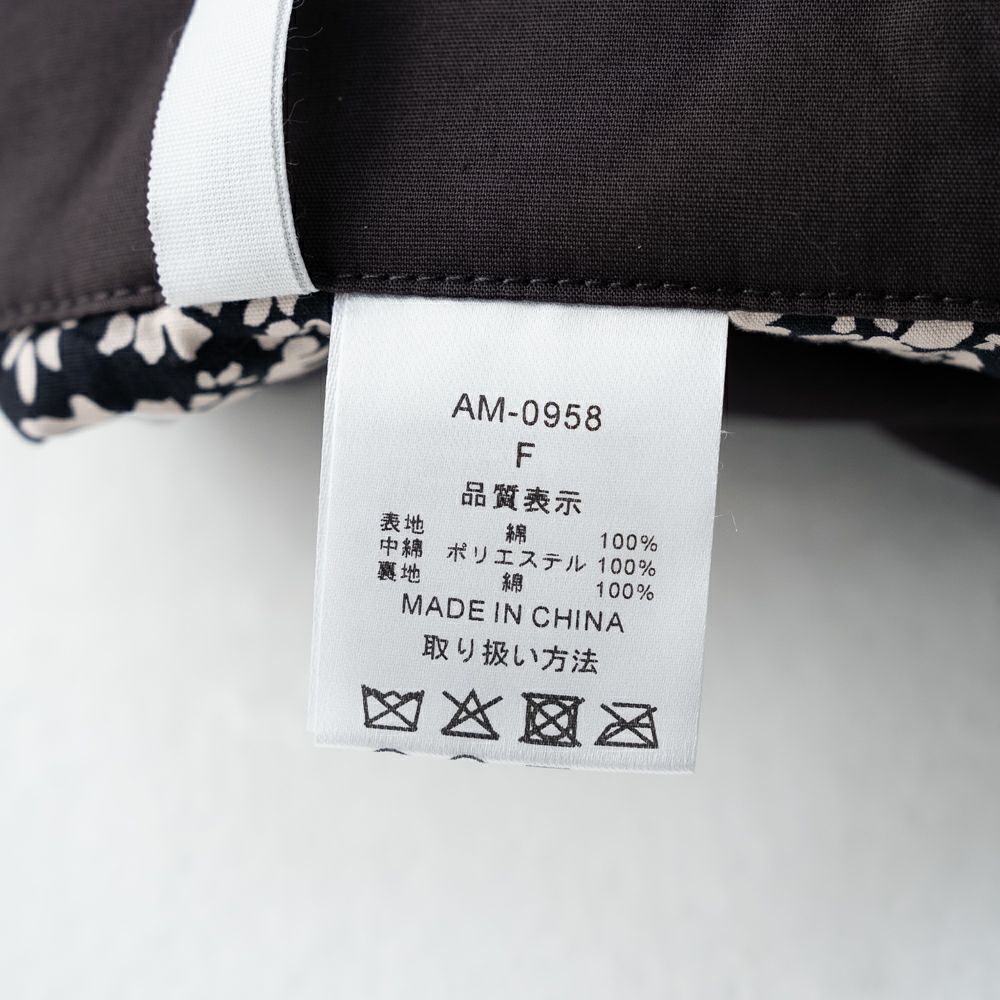 AM-0958
F
品質表示
表地 綿 100%
中綿 ポリエステル 100%
裏地 綿 100%
MADE IN CHINA
取り扱い方法